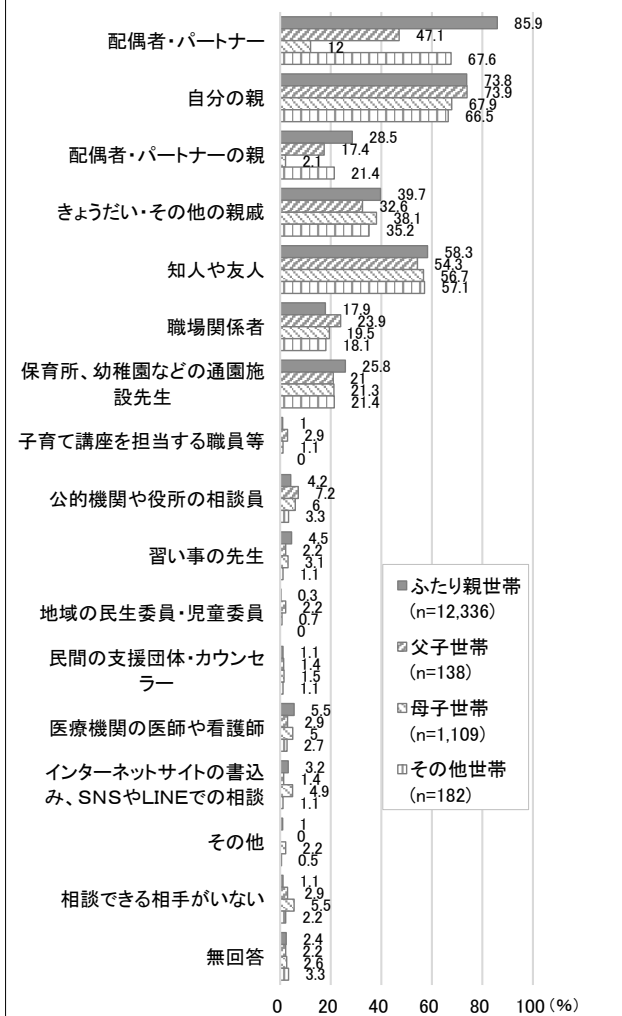 配偶者・パートナー
85.9
47.1
12
67.6
自分の親
73.8
73.9
67.9
66.5
配偶者・パートナーの親
28.5
17.4
2.1
21.4
きょうだい・その他の親戚
39.7
32.6
38.1
35.2
知人や友人
58.3
54.3
56.7
57.1
職場関係者
17.9
23.9
19.5
18.1
保育所、幼稚園などの通園施
設先生
25.8
21
21.3
21.4
子育て講座を担当する職員等
1
2.9
1.1
0
公的機関や役所の相談員
4.2
7.2
6
3.3
習い事の先生
4.5
2.2
3.1
1.1
地域の民生委員・児童委員
0.3
2.2
0.7
0
民間の支援団体・カウンセ
ラー
1.1
1.4
1.5
1.1
医療機関の医師や看護師
5.5
2.9
5
2.7
インターネットサイトの書込
み、SNSやLINEでの相談
3.2
1.4
4.9
1.1
その他
1
0
2.2
0.5
相談できる相手がいない
1.1
2.9
5.5
2.2
無回答
2.4
2.2
2.6
3.3
ふたり親世帯
(n=12,336)
父子世帯
(n=138)
母子世帯
(n=1,109)
その他世帯
(n=182)
0 20 40 60 80 100 (%)